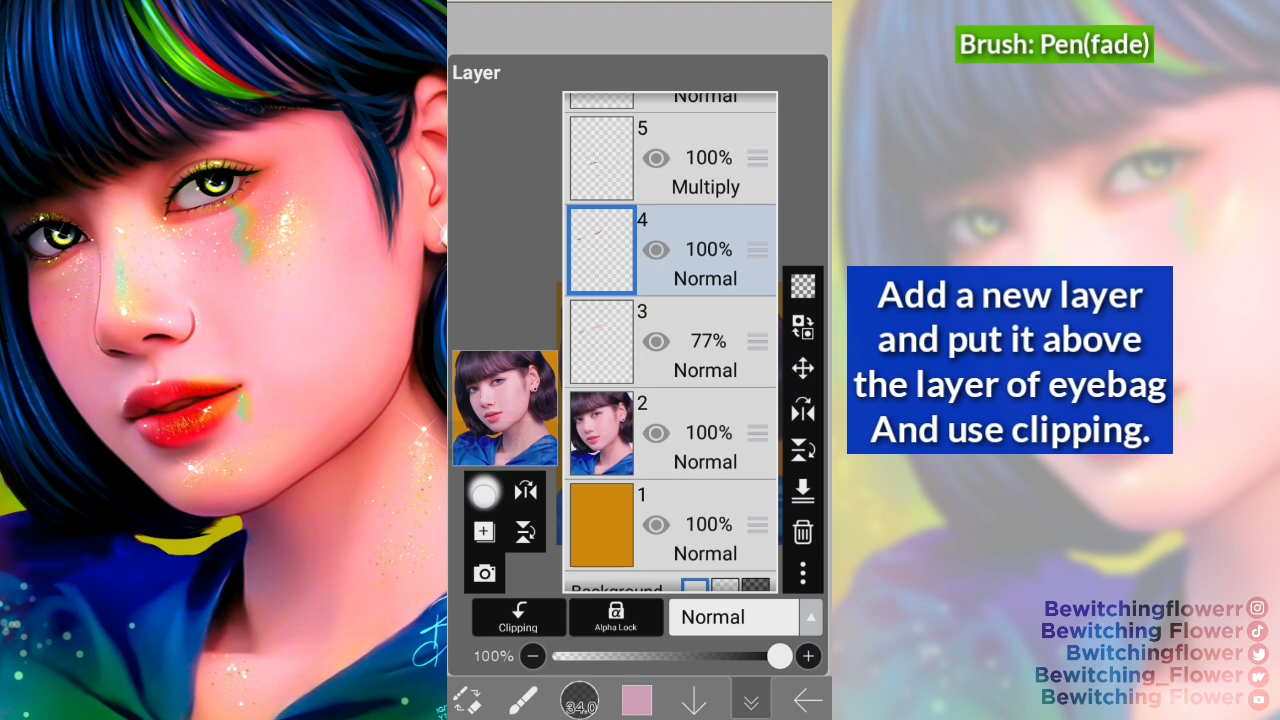 Brush: Pen(fade)
Layer
Normal
5
100%
Multiply
4
100%
Normal
3
77%
Normal
2
100%
Normal
1
100%
Normal
Background
Clipping
α
Alpha Lock
Normal
100%
34.0
Add a new layer
and put it above
the layer of eyebag
And use clipping.
Bewitchingflowerr
Bewitching Flower
Bwitchingflower
Bewitching_Flower
Bewitching Flower